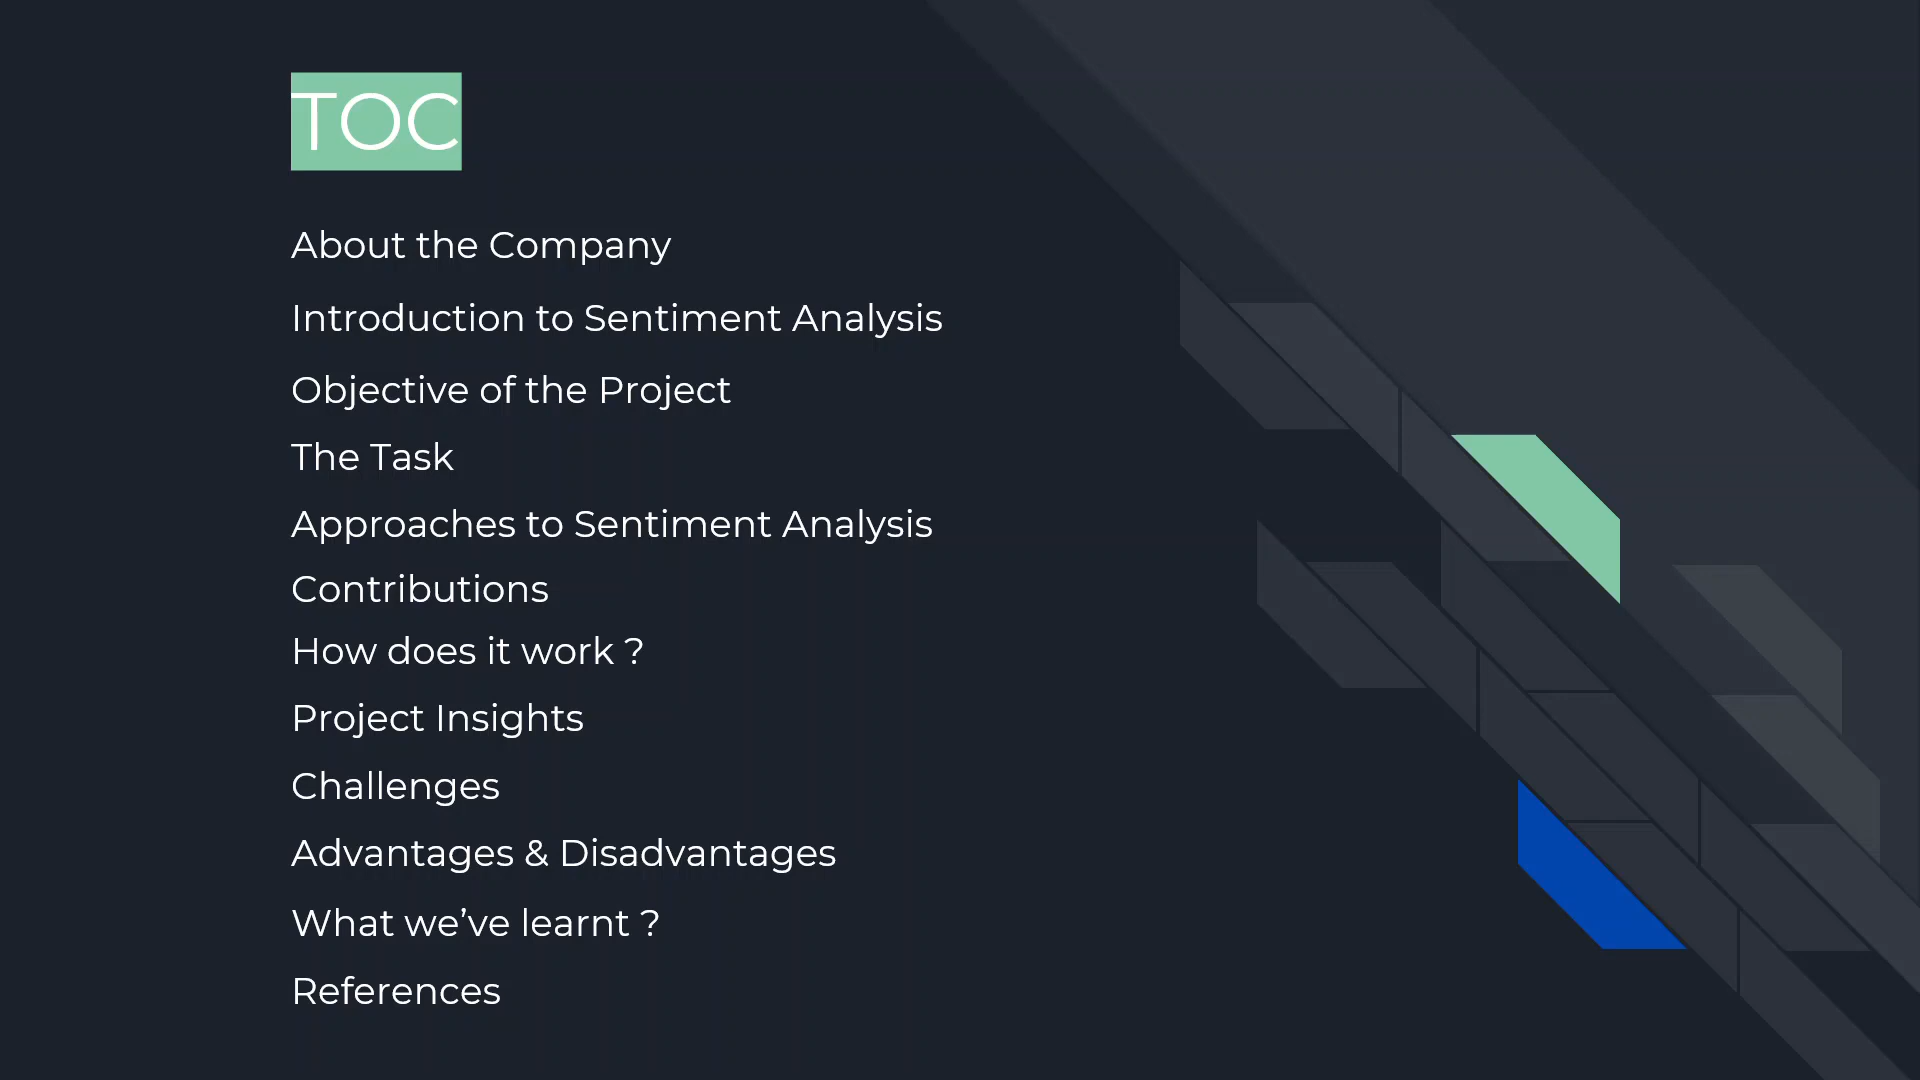 TOC
About the Company
Introduction to Sentiment Analysis
Objective of the Project
The Task
Approaches to Sentiment Analysis
Contributions
How does it work ?
Project Insights
Challenges
Advantages & Disadvantages
What we’ve learnt ?
References